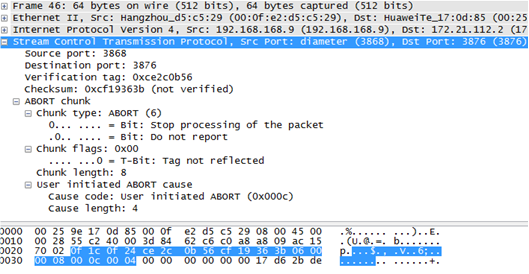 Frame 46: 64 bytes on wire (512 bits), 64 bytes captured (512 bits)
Ethernet II, Src: Hangzhou_d5:c5:29 (00:0f:e2:d5:c5:29), Dst: HuaweiTe_17:0d:85 (00:25
Internet Protocol Version 4, Src: 192.168.168.9 (192.168.168.9), Dst: 172.21.112.2 (17
Stream Control Transmission Protocol, Src Port: diameter (3868), Dst Port: 3876 (3876)
Source port: 3868
Destination port: 3876
Verification tag: 0xce2c0b56
Checksum: 0xcf19363b (not verified)
ABORT chunk
Chunk type: ABORT (6)
0... .... = Bit: Stop processing of the packet
.0.. .... = Bit: Do not report
Chunk flags: 0x00
.... ...0 = T-Bit: Tag not reflected
Chunk length: 8
User initiated ABORT cause
Cause code: User initiated ABORT (0x000c)
Cause length: 4
0000 00 25 9e 17 0d 85 00 0f e2 d5 c5 29 08 00 45 00 .%...... ...)..E.
0010 00 28 55 c2 40 00 3d 84 62 c6 c0 a8 a8 09 ac 15 .(U.@.=. b.......
0020 70 02 0f 1c 0f 24 ce 2c 0b 56 cf 19 36 3b 06 00 p....$., .V..6;..
0030 00 08 00 0c 00 04 00 00 00 00 00 00 17 d6 2b de ........ ......+.